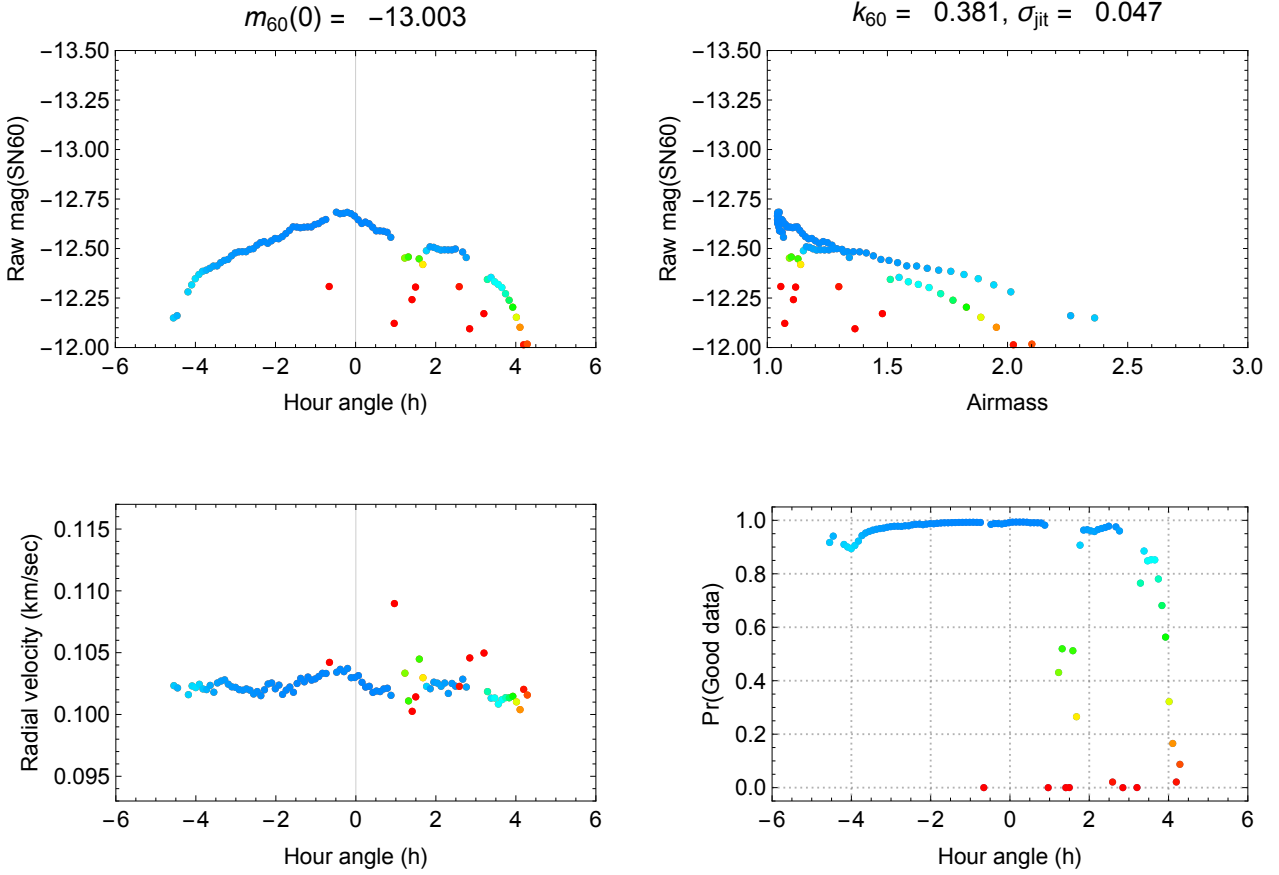 m60(0) = −13.003
k60 = 0.381, σjit = 0.047
Raw mag(SN60)
−13.50
−13.25
−13.00
−12.75
−12.50
−12.25
−12.00
−6 −4 −2 0 2 4 6
Hour angle (h)
Raw mag(SN60)
−13.50
−13.25
−13.00
−12.75
−12.50
−12.25
−12.00
1.0 1.5 2.0 2.5 3.0
Airmass
Radial velocity (km/sec)
0.115
0.110
0.105
0.100
0.095
−6 −4 −2 0 2 4 6
Hour angle (h)
Pr(Good data)
1.0
0.8
0.6
0.4
0.2
0.0
−6 −4 −2 0 2 4 6
Hour angle (h)